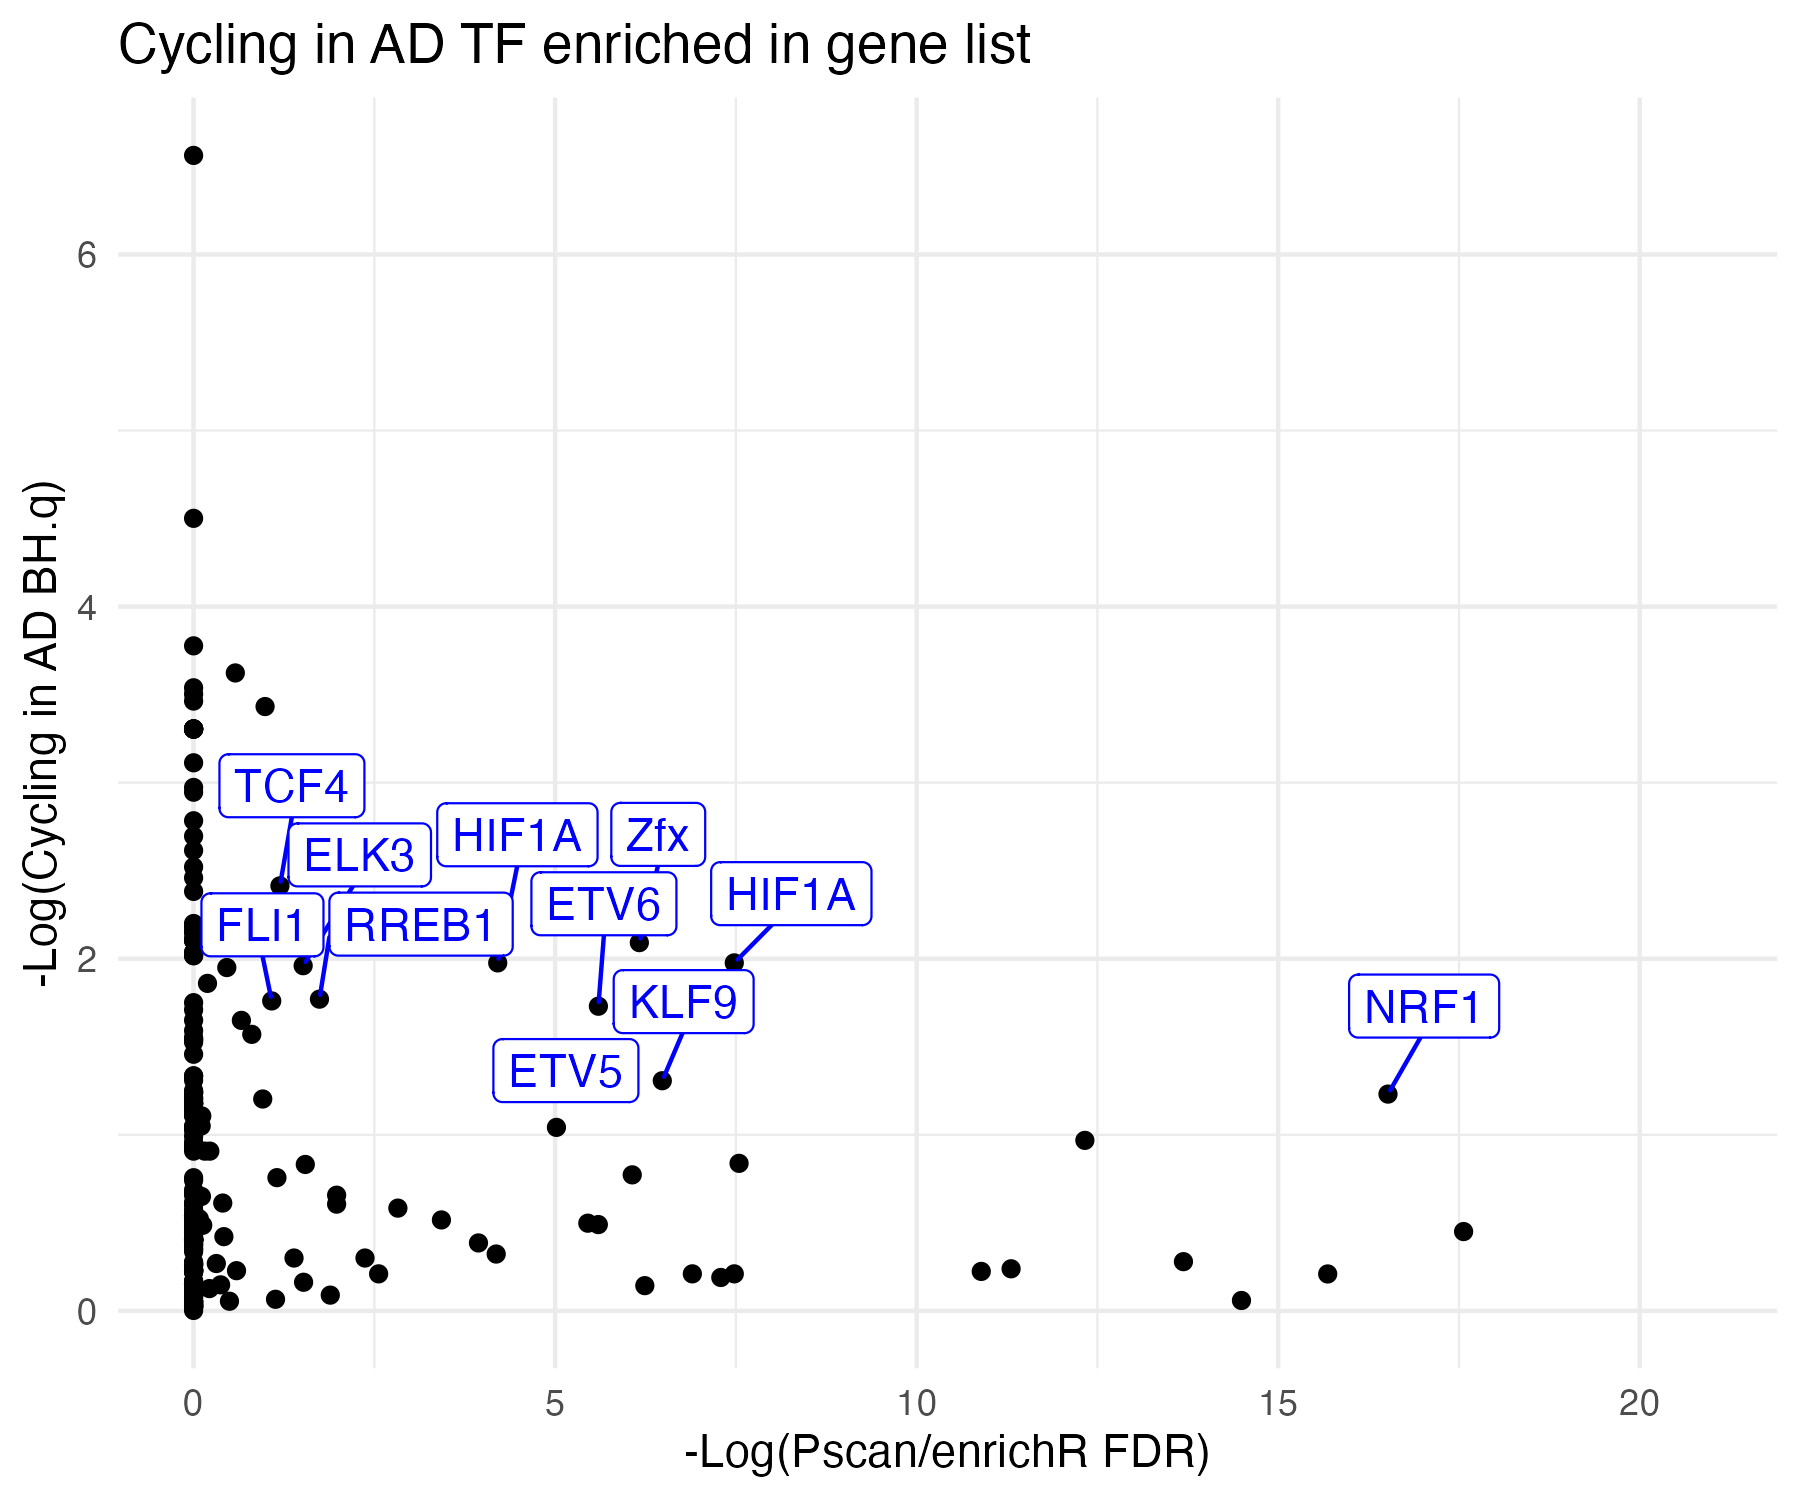 Cycling in AD TF enriched in gene list
-Log(Cycling in AD BH.q)
6
4
2
0
TCF4
ELK3
HIF1A
Zfx
HIF1A
FLI1
RREB1
ETV6
KLF9
NRF1
ETV5
0
5
10
15
20
-Log(Pscan/enrichR FDR)